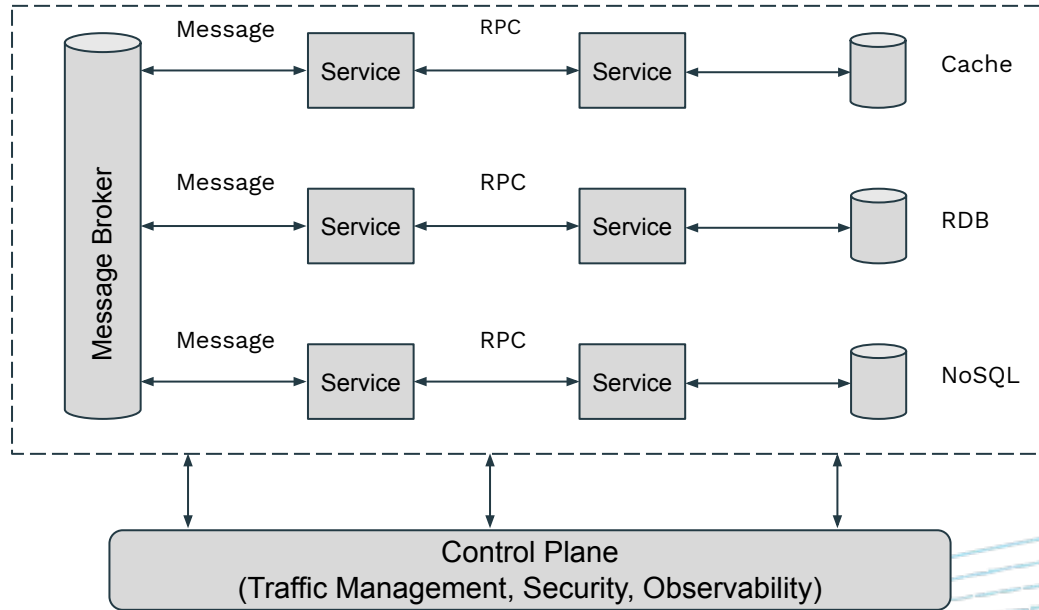 Message
RPC
Service
Service
Cache
Message Broker
Message
RPC
Service
Service
RDB
Message
RPC
Service
Service
NoSQL
Control Plane
(Traffic Management, Security, Observability)